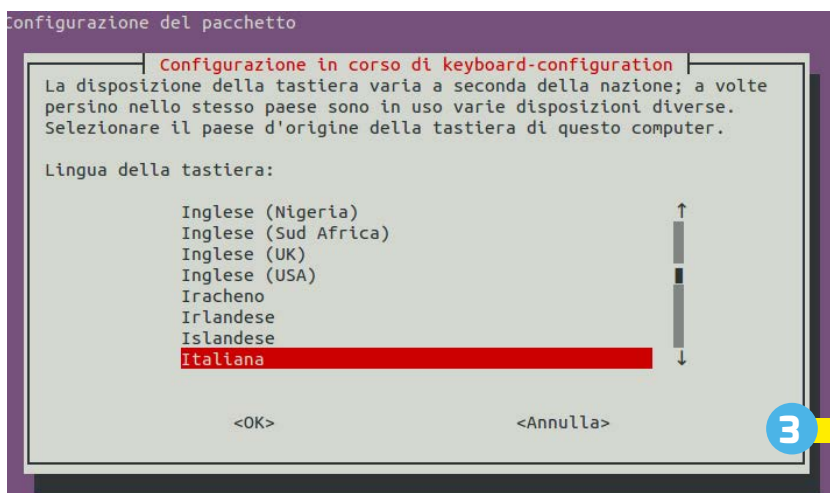 Configurazione del pacchetto
Configurazione in corso di keyboard-configuration
La disposizione della tastiera varia a seconda della nazione; a volte
persino nello stesso paese sono in uso varie disposizioni diverse.
Selezionare il paese d'origine della tastiera di questo computer.
Lingua della tastiera:
Inglese (Nigeria)
Inglese (Sud Africa)
Inglese (UK)
Inglese (USA)
Iracheno
Irlandese
Islandese
Italiana
<OK> <Annulla>
3